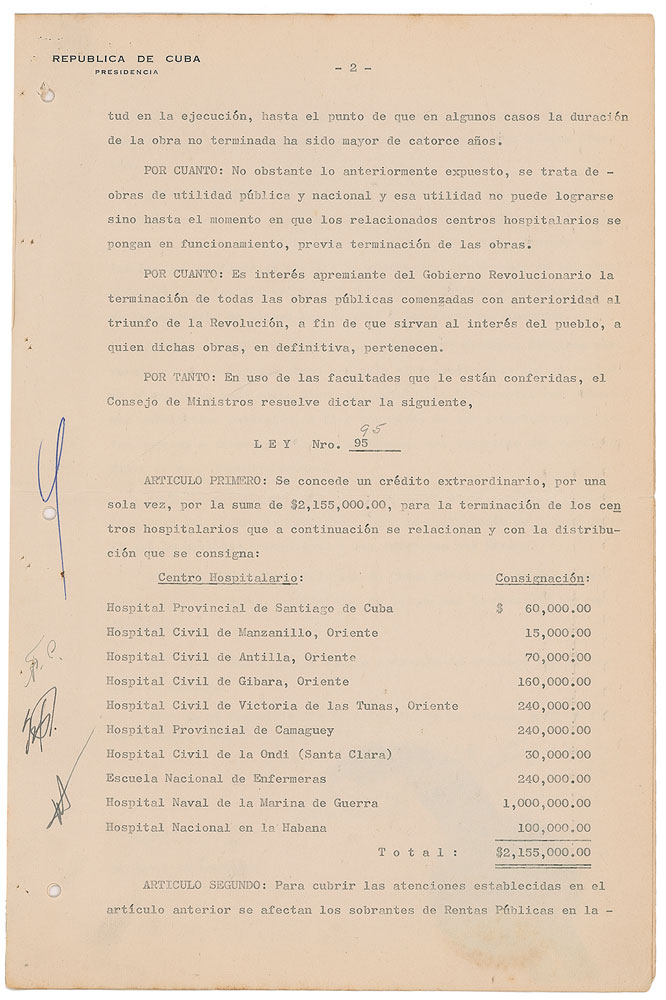 REPUBLICA DE CUBA
PRESIDENCIA
- 2 -
tud en la ejecución, hasta el punto de que en algunos casos la duración
de la obra no terminada ha sido mayor de catorce años.
POR CUANTO: No obstante lo anteriormente expuesto, se trata de -
obras de utilidad pública y nacional y esa utilidad no puede lograrse
sino hasta el momento en que los relacionados centros hospitalarios se
pongan en funcionamiento, previa terminación de las obras.
POR CUANTO: Es interés apremiante del Gobierno Revolucionario la
terminación de todas las obras públicas comenzadas con anterioridad al
triunfo de la Revolución, a fin de que sirvan al interés del pueblo, a
quien dichas obras, en definitiva, pertenecen.
POR TANTO: En uso de las facultades que le están conferidas, el
Consejo de Ministros resuelve dictar la siguiente,
95
L E Y Nro. 95
ARTICULO PRIMERO: Se concede un crédito extraordinario, por una
sola vez, por la suma de $2,155,000.00, para la terminación de los cen
tros hospitalarios que a continuación se relacionan y con la distribu-
ción que se consigna:
Centro Hospitalario: Consignación:
Hospital Provincial de Santiago de Cuba $ 60,000.00
Hospital Civil de Manzanillo, Oriente 15,000.00
Hospital Civil de Antilla, Oriente 70,000.00
Hospital Civil de Gibara, Oriente 160,000.00
Hospital Civil de Victoria de las Tunas, Oriente 240,000.00
Hospital Provincial de Camaguey 240,000.00
Hospital Civil de la Ondi (Santa Clara) 30,000.00
Escuela Nacional de Enfermeras 240,000.00
Hospital Naval de la Marina de Guerra 1,000,000.00
Hospital Nacional en la Habana 100,000.00
T o t a l : $2,155,000.00
ARTICULO SEGUNDO: Para cubrir las atenciones establecidas en el
artículo anterior se afectan los sobrantes de Rentas Públicas en la -